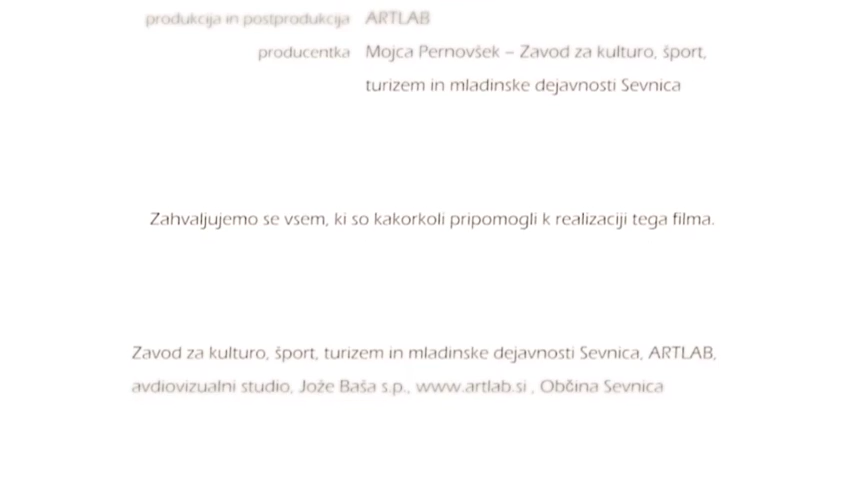 produkcija in postprodukcija ARTLAB
producentka Mojca Pernovšek – Zavod za kulturo, šport,
turizem in mladinske dejavnosti Sevnica
Zahvaljujemo se vsem, ki so kakorkoli pripomogli k realizaciji tega filma.
Zavod za kulturo, šport, turizem in mladinske dejavnosti Sevnica, ARTLAB,
avdiovizualni studio, Jože Baša s.p., www.artlab.si , Občina Sevnica